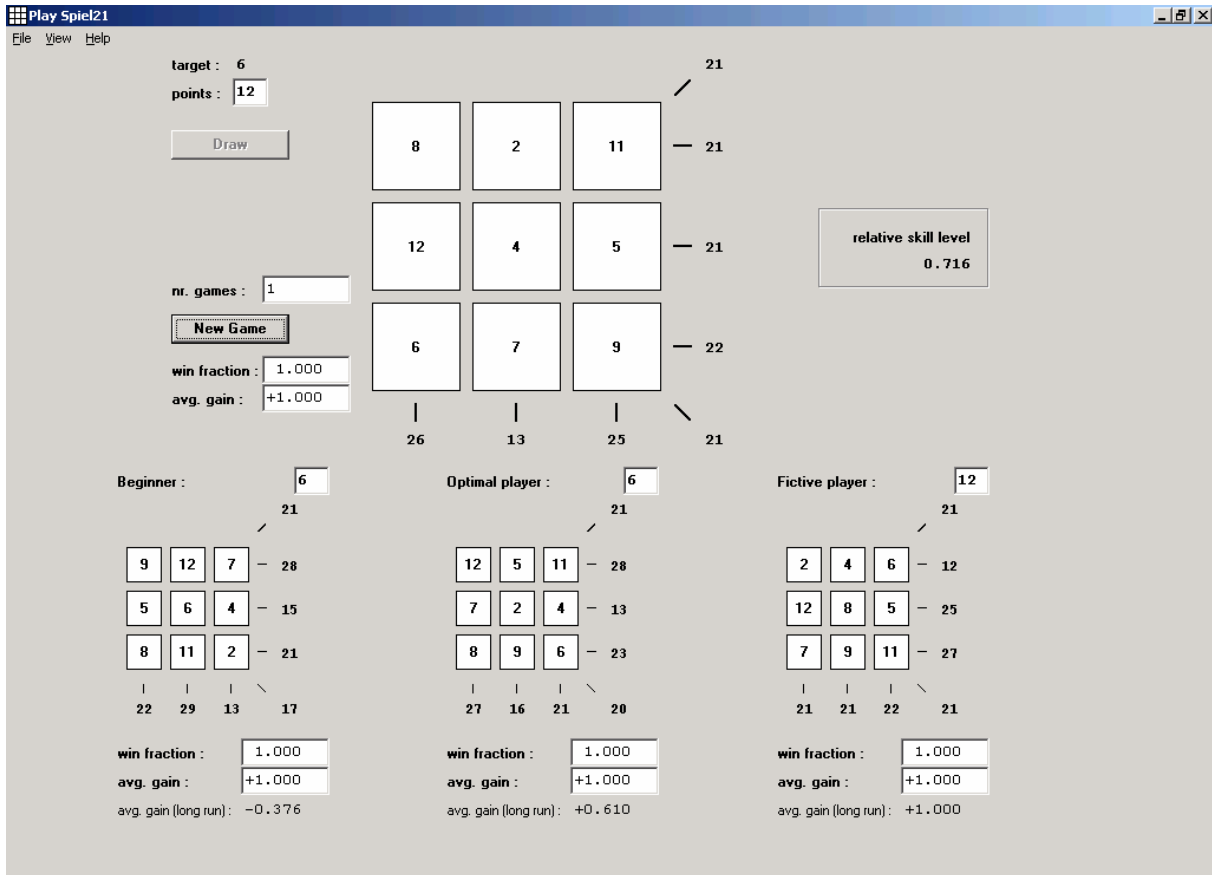 Play Spiel21
File View Help
target : 6
points : 12
Draw
21
8 2 11 21
12 4 5 21
6 7 9 22
26 13 25 21
relative skill level
0.716
nr. games : 1
New Game
win fraction : 1.000
avg. gain : +1.000
Beginner : 6
21
9 12 7 28
5 6 4 15
8 11 2 21
22 29 13 17
win fraction : 1.000
avg. gain : +1.000
avg. gain (long run) : -0.376
Optimal player : 6
21
12 5 11 28
7 2 4 13
8 9 6 23
27 16 21 20
win fraction : 1.000
avg. gain : +1.000
avg. gain (long run) : +0.610
Fictive player : 12
21
2 4 6 12
12 8 5 25
7 9 11 27
21 21 22 21
win fraction : 1.000
avg. gain : +1.000
avg. gain (long run) : +1.000